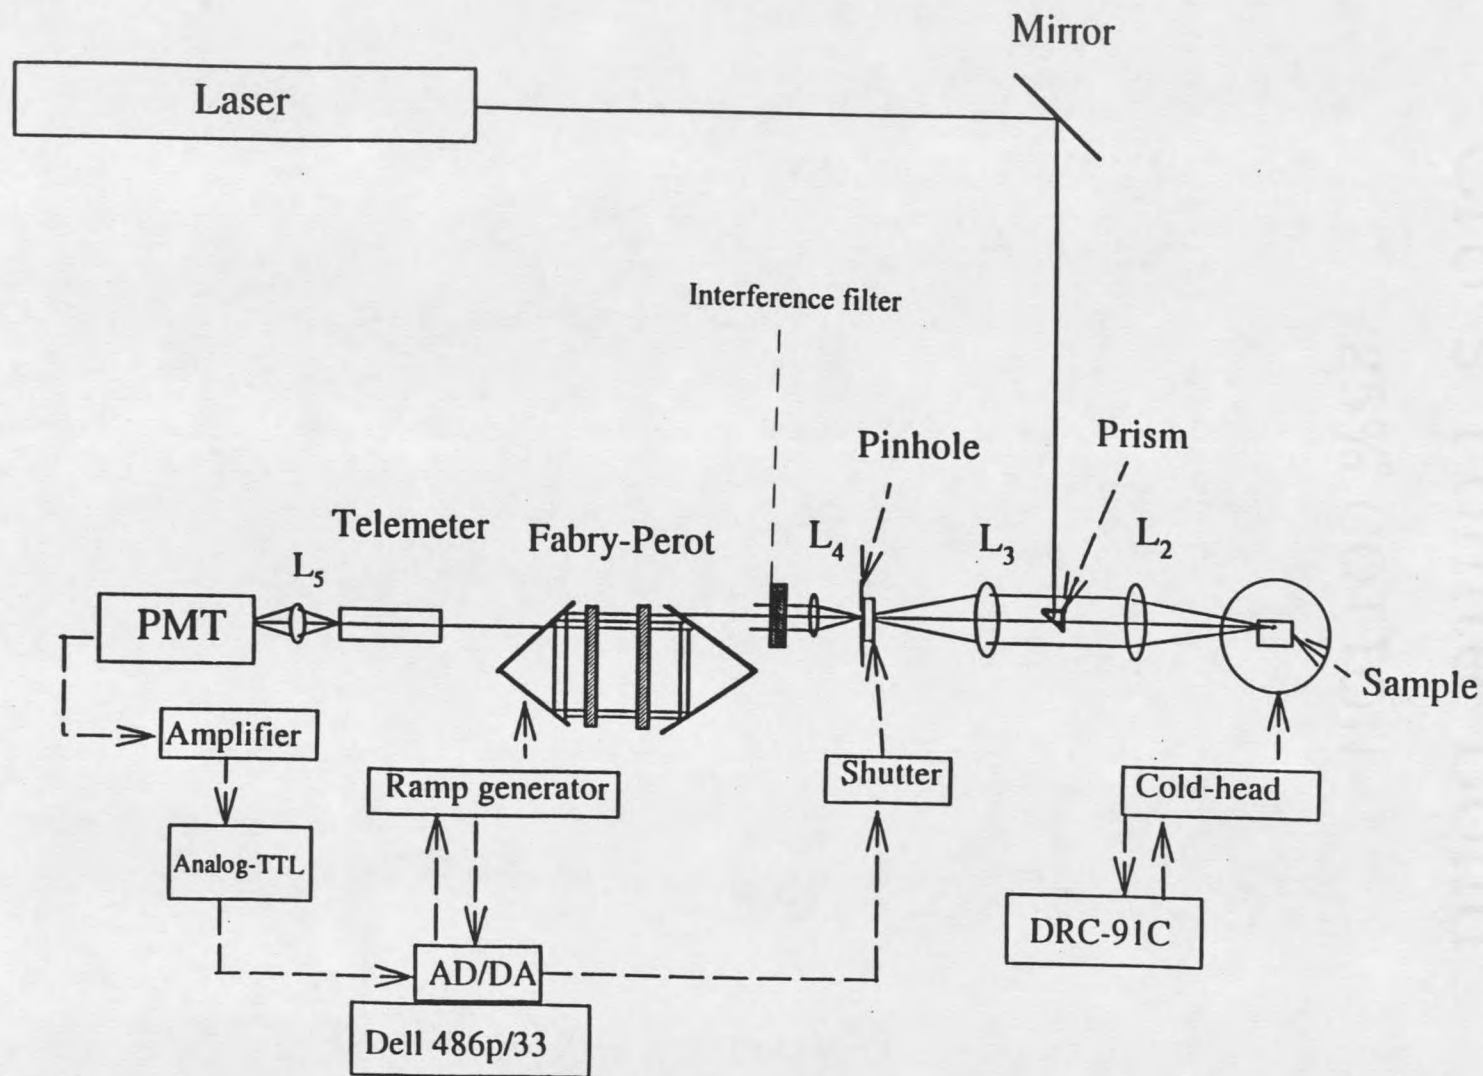 Mirror
Laser
Interference filter
Pinhole
Prism
Telemeter
Fabry-Perot
L4
L3
L2
L5
PMT
Sample
Amplifier
Ramp generator
Shutter
Cold-head
Analog-TTL
DRC-91C
AD/DA
Dell 486p/33